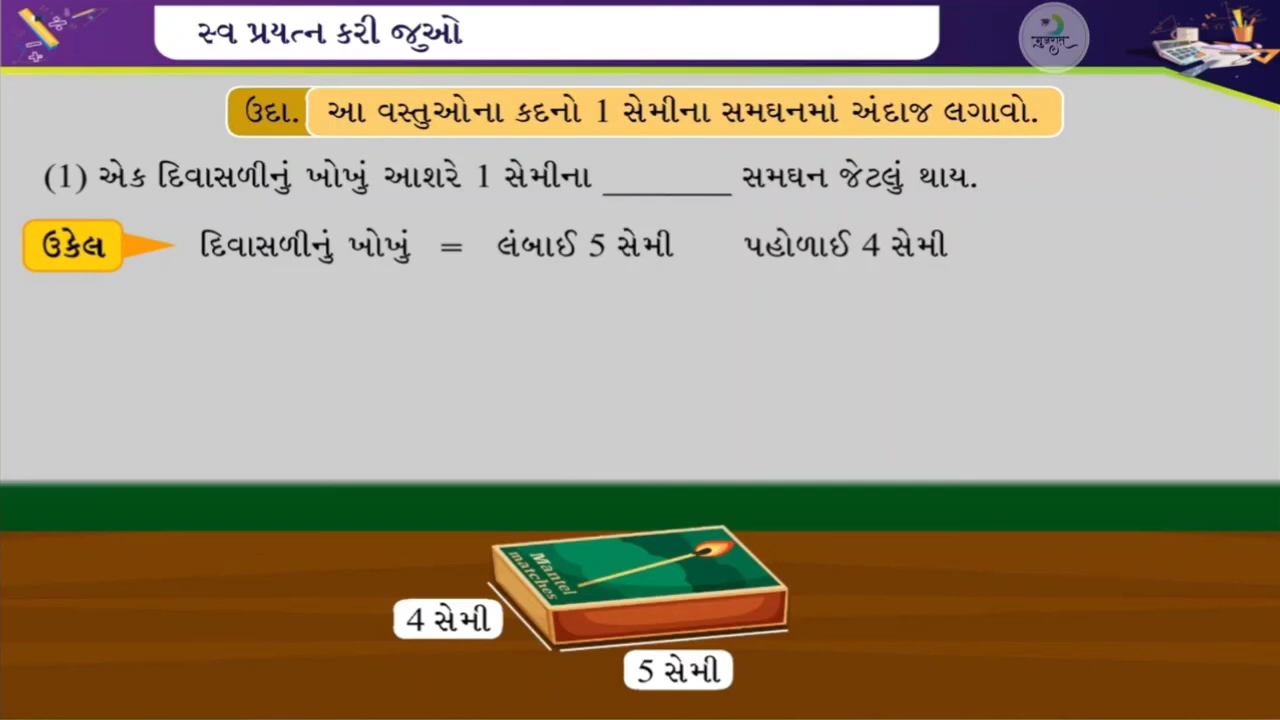 સ્વ પ્રયત્ન કરી જુઓ
ગુજરાત
ઉદા. આ વસ્તુઓના કદનો 1 સેમીના સમઘનમાં અંદાજ લગાવો.
(1) એક દિવાસળીનું ખોખું આશરે 1 સેમીના ________ સમઘન જેટલું થાય.
ઉકેલ દિવાસળીનું ખોખું = લંબાઈ 5 સેમી પહોળાઈ 4 સેમી
Mantel
matches
4 સેમી
5 સેમી